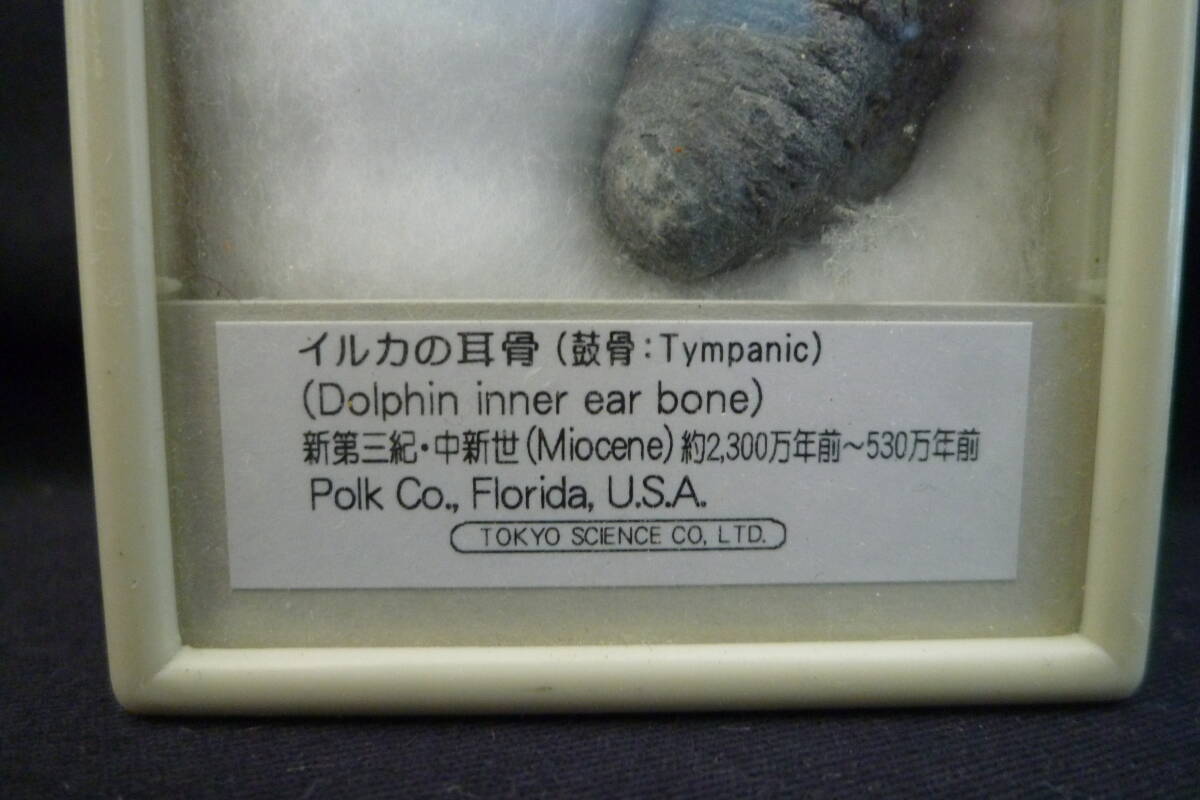 イルカの耳骨(鼓骨:Tympanic)
(Dolphin inner ear bone)
新第三紀・中新世(Miocene)約2,300万年前~530万年前
Polk Co., Florida, U.S.A.
TOKYO SCIENCE CO, LTD.